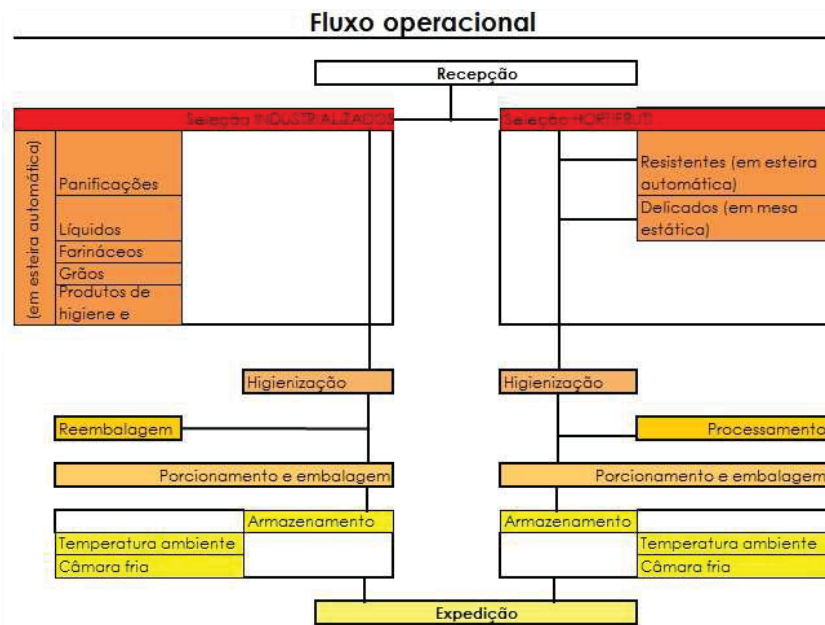 Fluxo operacional
Recepção
Seleção INDUSTRIALIZADOS
Seleção HORTIFRUTI
(em esteira automática)
Panificações
Líquidos
Farináceos
Grãos
Produtos de
higiene e
Resistentes (em esteira
automática)
Delicados (em mesa
estática)
Higienização
Higienização
Reembalagem
Processamento
Porcionamento e embalagem
Porcionamento e embalagem
Armazenamento
Armazenamento
Temperatura ambiente
Câmara fria
Temperatura ambiente
Câmara fria
Expedição